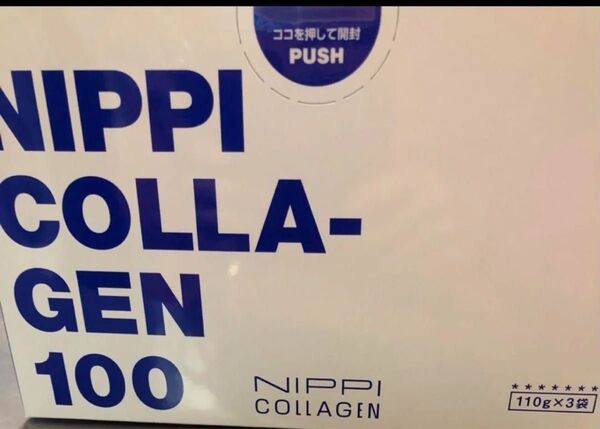 ココを押して開封
PUSH
NIPPI
COLLA-
GEN
100
NIPPI
COLLAGEN
*******
110g×3袋